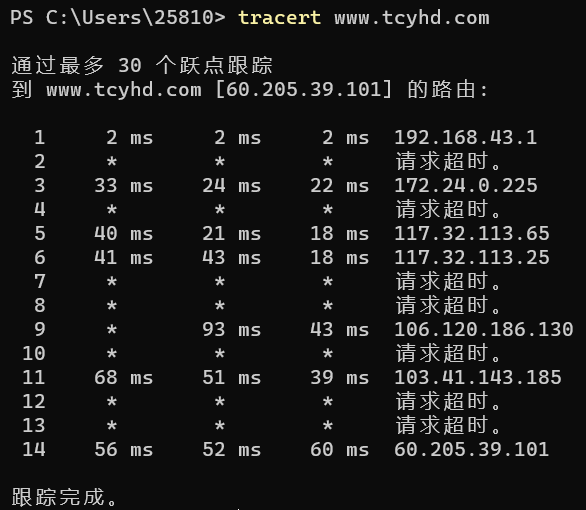 PS C:\Users\25810> tracert www.tcyhd.com
通过最多 30 个跃点跟踪
到 www.tcyhd.com [60.205.39.101] 的路由:
1 2 ms 2 ms 2 ms 192.168.43.1
2 * * * 请求超时。
3 33 ms 24 ms 22 ms 172.24.0.225
4 * * * 请求超时。
5 40 ms 21 ms 18 ms 117.32.113.65
6 41 ms 43 ms 18 ms 117.32.113.25
7 * * * 请求超时。
8 * * * 请求超时。
9 * 93 ms 43 ms 106.120.186.130
10 * * * 请求超时。
11 68 ms 51 ms 39 ms 103.41.143.185
12 * * * 请求超时。
13 * * * 请求超时。
14 56 ms 52 ms 60 ms 60.205.39.101
跟踪完成。